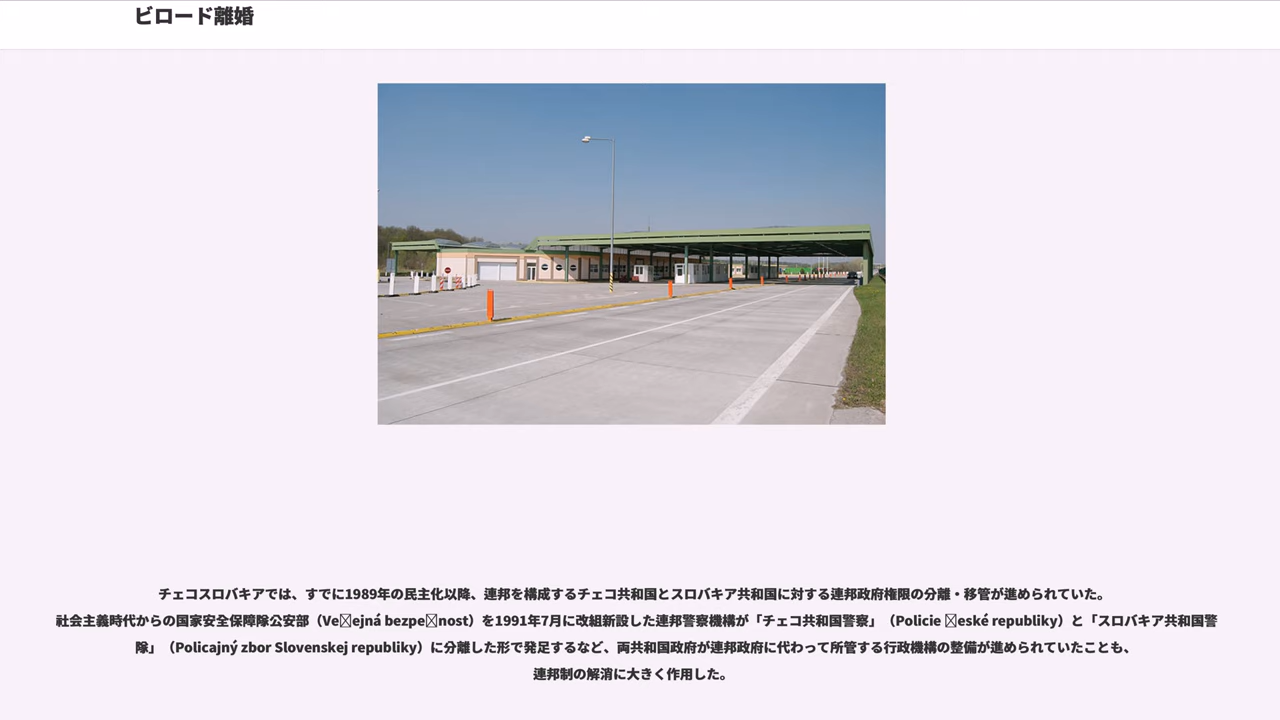 ビロード離婚
チェコスロバキアでは、すでに1989年の民主化以降、連邦を構成するチェコ共和国とスロバキア共和国に対する連邦政府権限の分離・移管が進められていた。
社会主義時代からの国家安全保障隊公安部（Ve☒ejná bezpe☒nost）を1991年7月に改組新設した連邦警察機構が「チェコ共和国警察」（Policie ☒eské republiky）と「スロバキア共和国警
隊」（Policajný zbor Slovenskej republiky）に分離した形で発足するなど、両共和国政府が連邦政府に代わって所管する行政機構の整備が進められていたことも、
連邦制の解消に大きく作用した。